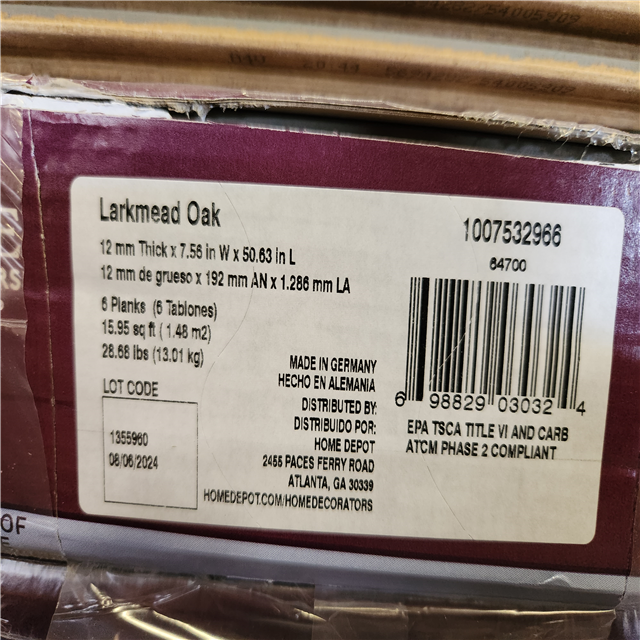 Larkmead Oak
12 mm Thick x 7.56 in W x 50.63 in L
12 mm de grueso x 192 mm AN x 1.286 mm LA
6 Planks (6 Tablones)
15.95 sq ft ( 1.48 m2)
28.68 lbs (13.01 kg)
LOT CODE
1355960
08/06/2024
MADE IN GERMANY
HECHO EN ALEMANIA
DISTRIBUTED BY:
DISTRIBUIDO POR:
HOME DEPOT
2455 PACES FERRY ROAD
ATLANTA, GA 30339
HOMEDEPOT.COM/HOMEDECORATORS
1007532966
64700
6 98829 03032 4
EPA TSCA TITLE VI AND CARB
ATCM PHASE 2 COMPLIANT
OF